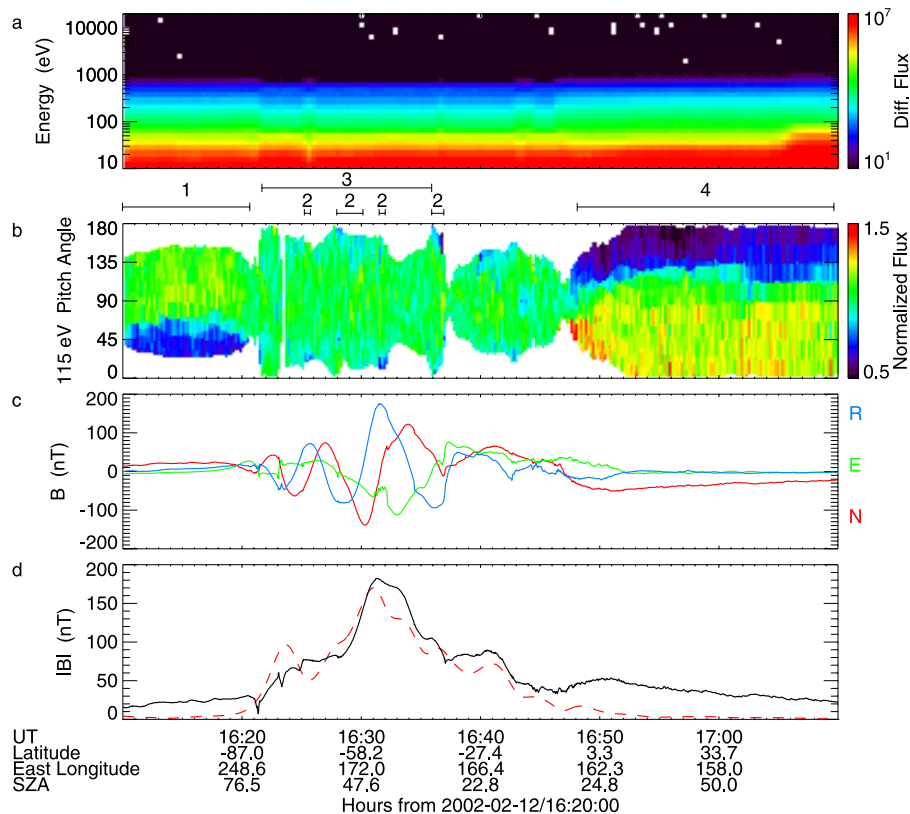 a
10000
1000
100
10
Energy (eV)
10^7
10^1
Diff. Flux
1
3
2 2 2 2
4
b
180
135
90
45
0
115 eV Pitch Angle
1.5
0.5
Normalized Flux
c
200
100
0
-100
-200
B (nT)
R
E
N
d
200
150
100
50
0
|B| (nT)
UT 16:20 16:30 16:40 16:50 17:00
Latitude -87.0 -58.2 -27.4 3.3 33.7
East Longitude 248.6 172.0 166.4 162.3 158.0
SZA 76.5 47.6 22.8 24.8 50.0
Hours from 2002-02-12/16:20:00